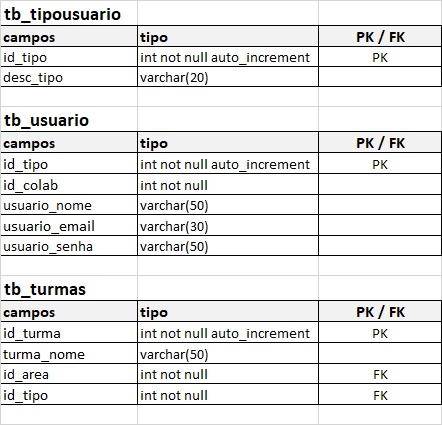 tb_tipousuario
campos tipo PK / FK
id_tipo int not null auto_increment PK
desc_tipo varchar(20)
tb_usuario
campos tipo PK / FK
id_tipo int not null auto_increment PK
id_colab int not null
usuario_nome varchar(50)
usuario_email varchar(30)
usuario_senha varchar(50)
tb_turmas
campos tipo PK / FK
id_turma int not null auto_increment PK
turma_nome varchar(50)
id_area int not null FK
id_tipo int not null FK